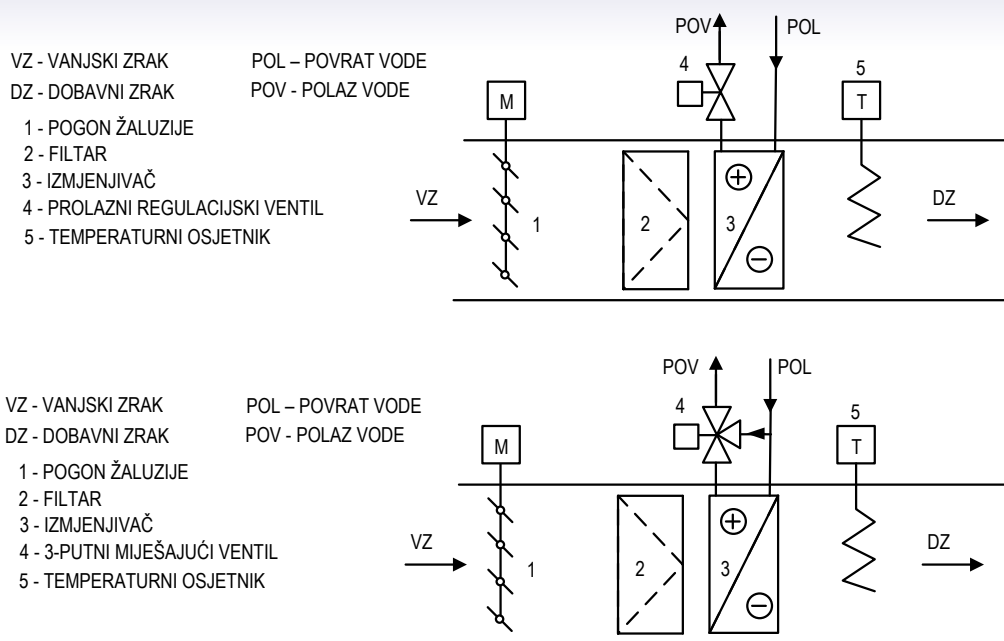 VZ - VANJSKI ZRAK
POL – POVRAT VODE
DZ - DOBAVNI ZRAK
POV - POLAZ VODE
1 - POGON ŽALUZIJE
2 - FILTAR
3 - IZMJENJIVAČ
4 - PROLAZNI REGULACIJSKI VENTIL
5 - TEMPERATURNI OSJETNIK
POV
POL
4
5
M
T
VZ
1
2
3
DZ
VZ - VANJSKI ZRAK
POL – POVRAT VODE
DZ - DOBAVNI ZRAK
POV - POLAZ VODE
1 - POGON ŽALUZIJE
2 - FILTAR
3 - IZMJENJIVAČ
4 - 3-PUTNI MIJEŠAJUĆI VENTIL
5 - TEMPERATURNI OSJETNIK
POV
POL
4
5
M
T
VZ
1
2
3
DZ